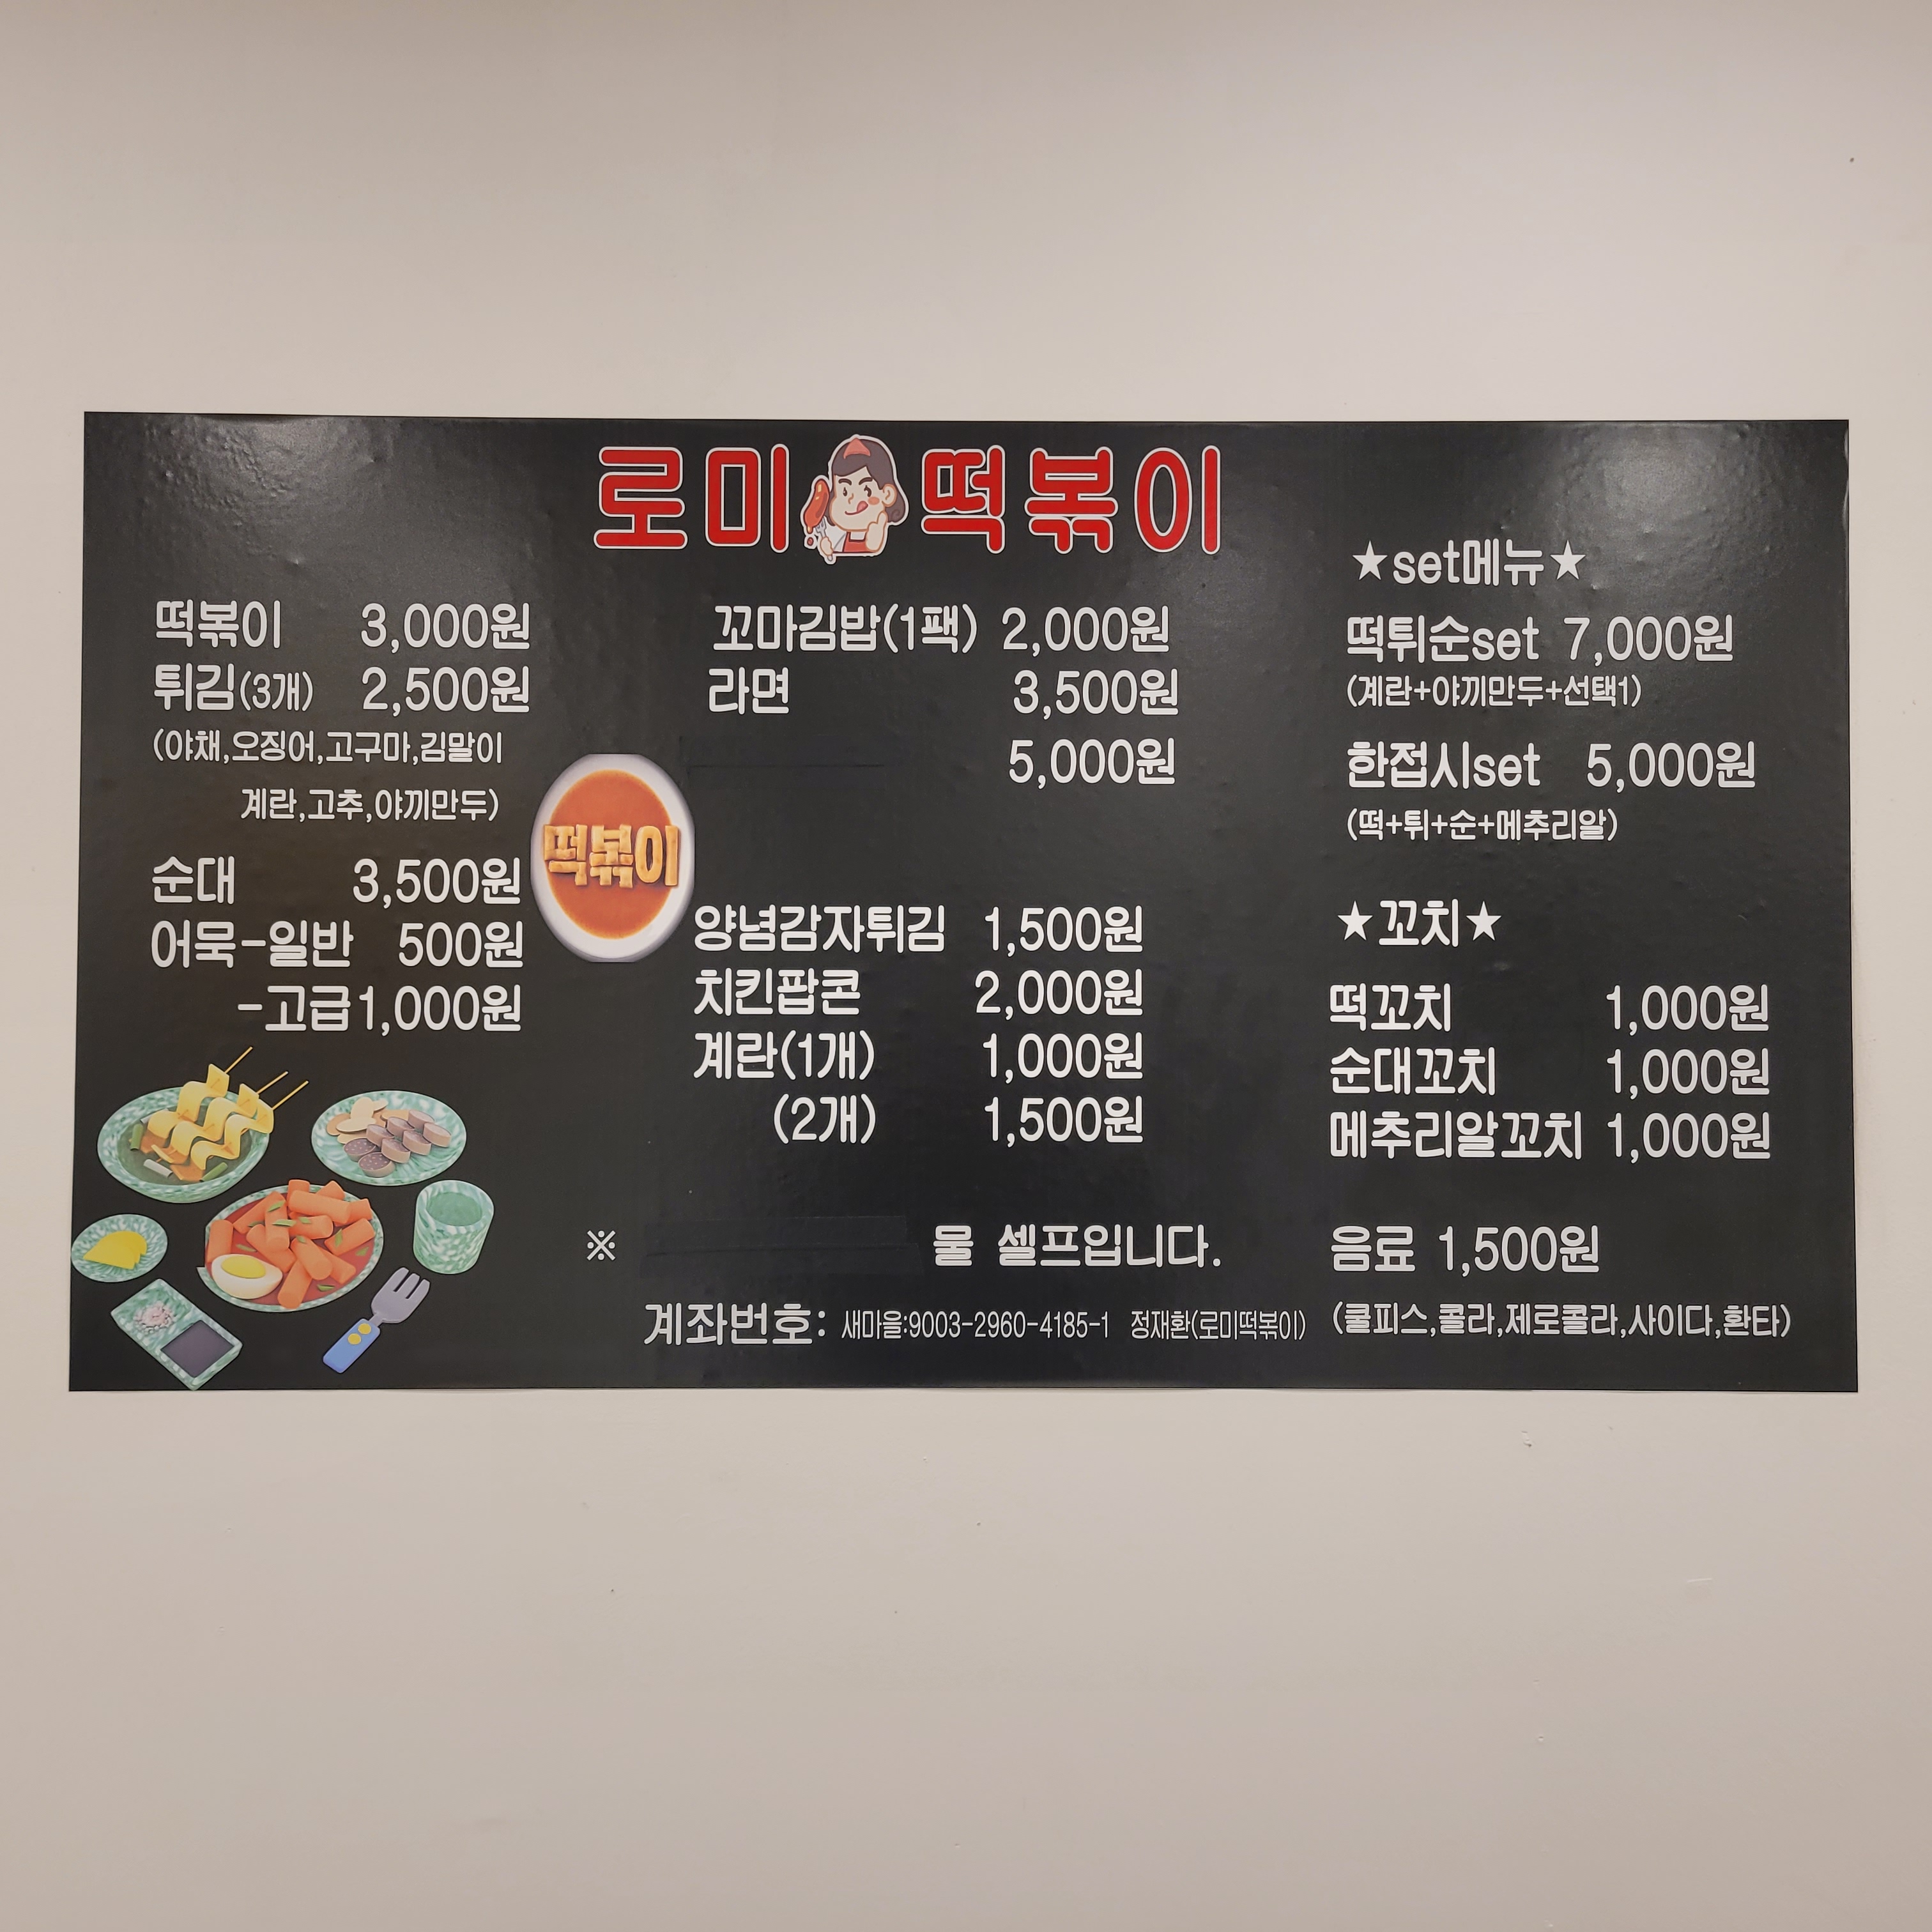 로미 떡볶이
떡볶이 3,000원
튀김(3개) 2,500원
(야채,오징어,고구마,김말이
계란,고추,야끼만두)
순대 3,500원
어묵-일반 500원
-고급1,000원
떡볶이
꼬마김밥(1팩) 2,000원
라면 3,500원
5,000원
양념감자튀김 1,500원
치킨팝콘 2,000원
계란(1개) 1,000원
(2개) 1,500원
※ 물 셀프입니다.
계좌번호: 새마을:9003-2960-4185-1 정재환(로미떡볶이)
★set메뉴★
떡튀순set 7,000원
(계란+야끼만두+선택1)
한접시set 5,000원
(떡+튀+순+메추리알)
★꼬치★
떡꼬치 1,000원
순대꼬치 1,000원
메추리알꼬치 1,000원
음료 1,500원
(쿨피스,콜라,제로콜라,사이다,환타)